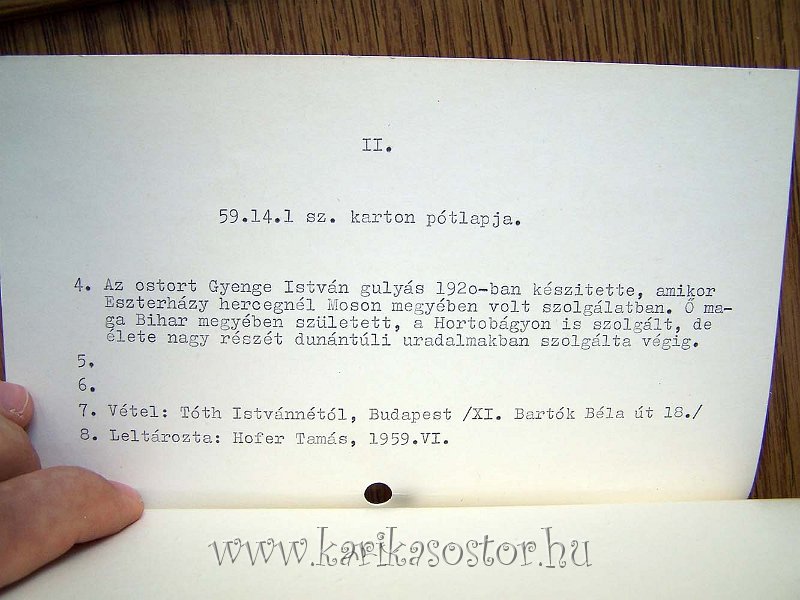 II.
59.14.1 sz. karton pótlapja.
4. Az ostort Gyenge István gulyás 192o-ban készitette, amikor
Eszterházy hercegnél Moson megyében volt szolgálatban. Ő ma-
ga Bihar megyében született, a Hortobágyon is szolgált, de
élete nagy részét dunántúli uradalmakban szolgálta végig.
5.
6.
7. Vétel: Tóth Istvánnétól, Budapest /XI. Bartók Béla út 18./
8. Leltározta: Hofer Tamás, 1959.VI.
www.karikasostor.hu